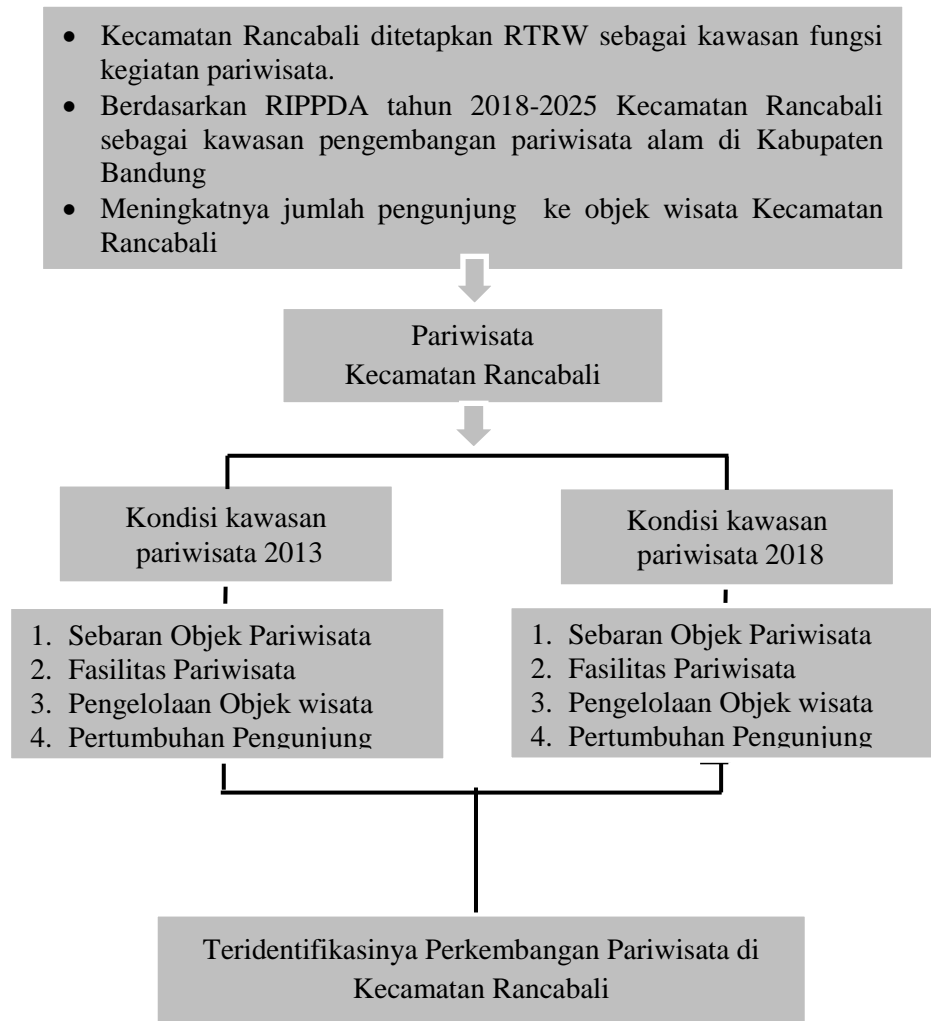 • Kecamatan Rancabali ditetapkan RTRW sebagai kawasan fungsi
kegiatan pariwisata.
• Berdasarkan RIPPDA tahun 2018-2025 Kecamatan Rancabali
sebagai kawasan pengembangan pariwisata alam di Kabupaten
Bandung
• Meningkatnya jumlah pengunjung ke objek wisata Kecamatan
Rancabali
Pariwisata
Kecamatan Rancabali
Kondisi kawasan
pariwisata 2013
1. Sebaran Objek Pariwisata
2. Fasilitas Pariwisata
3. Pengelolaan Objek wisata
4. Pertumbuhan Pengunjung
Kondisi kawasan
pariwisata 2018
1. Sebaran Objek Pariwisata
2. Fasilitas Pariwisata
3. Pengelolaan Objek wisata
4. Pertumbuhan Pengunjung
Teridentifikasinya Perkembangan Pariwisata di
Kecamatan Rancabali